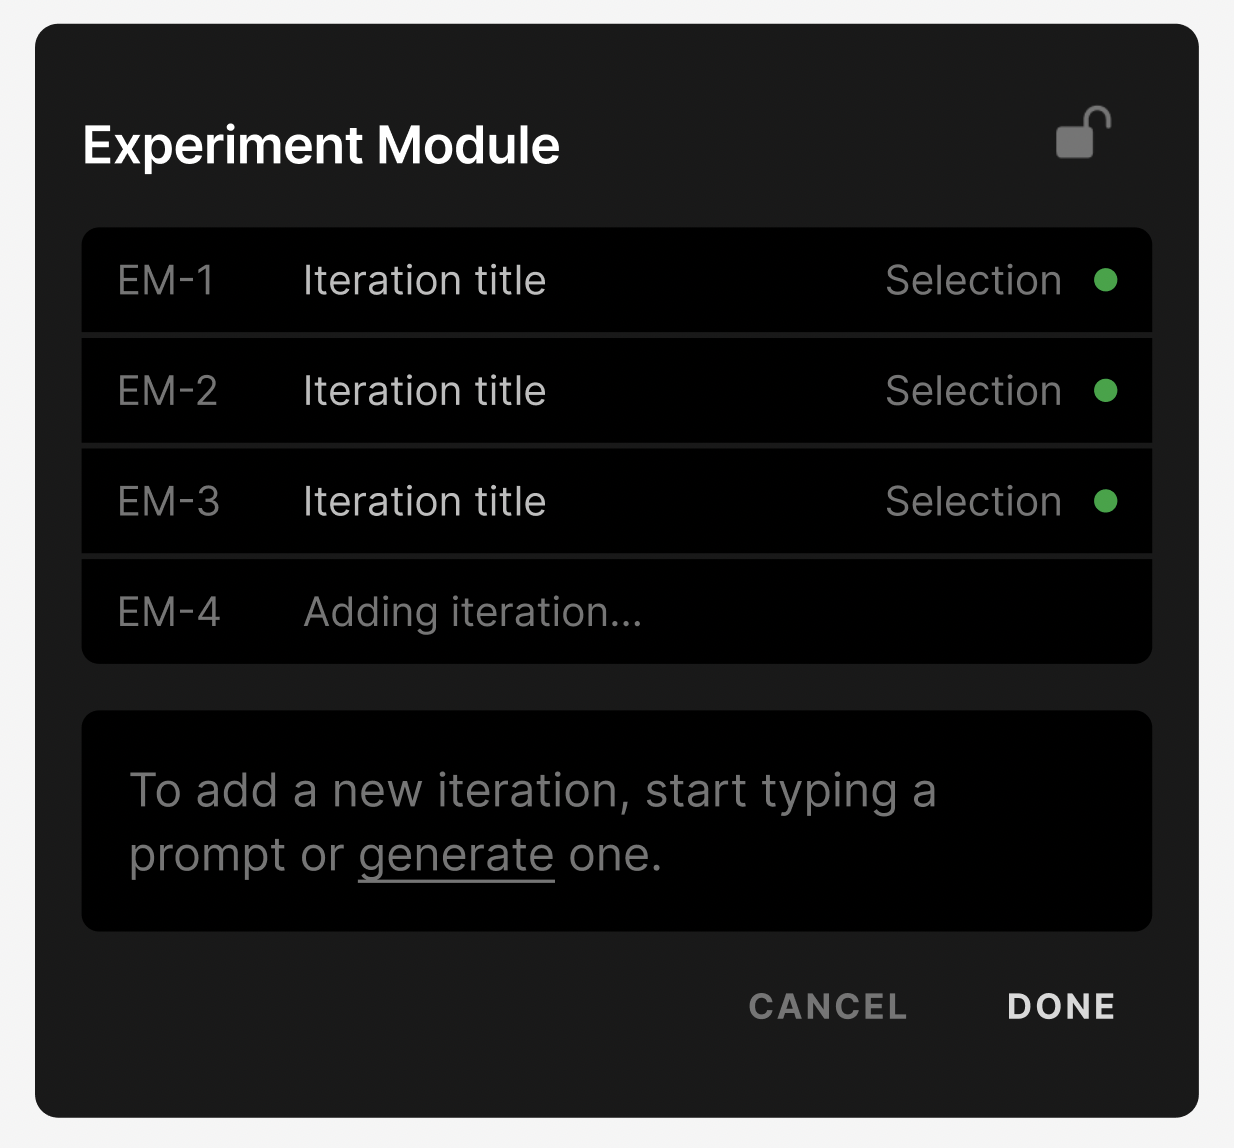 Experiment Module
EM-1 Iteration title Selection
EM-2 Iteration title Selection
EM-3 Iteration title Selection
EM-4 Adding iteration...
To add a new iteration, start typing a
prompt or generate one.
CANCEL DONE